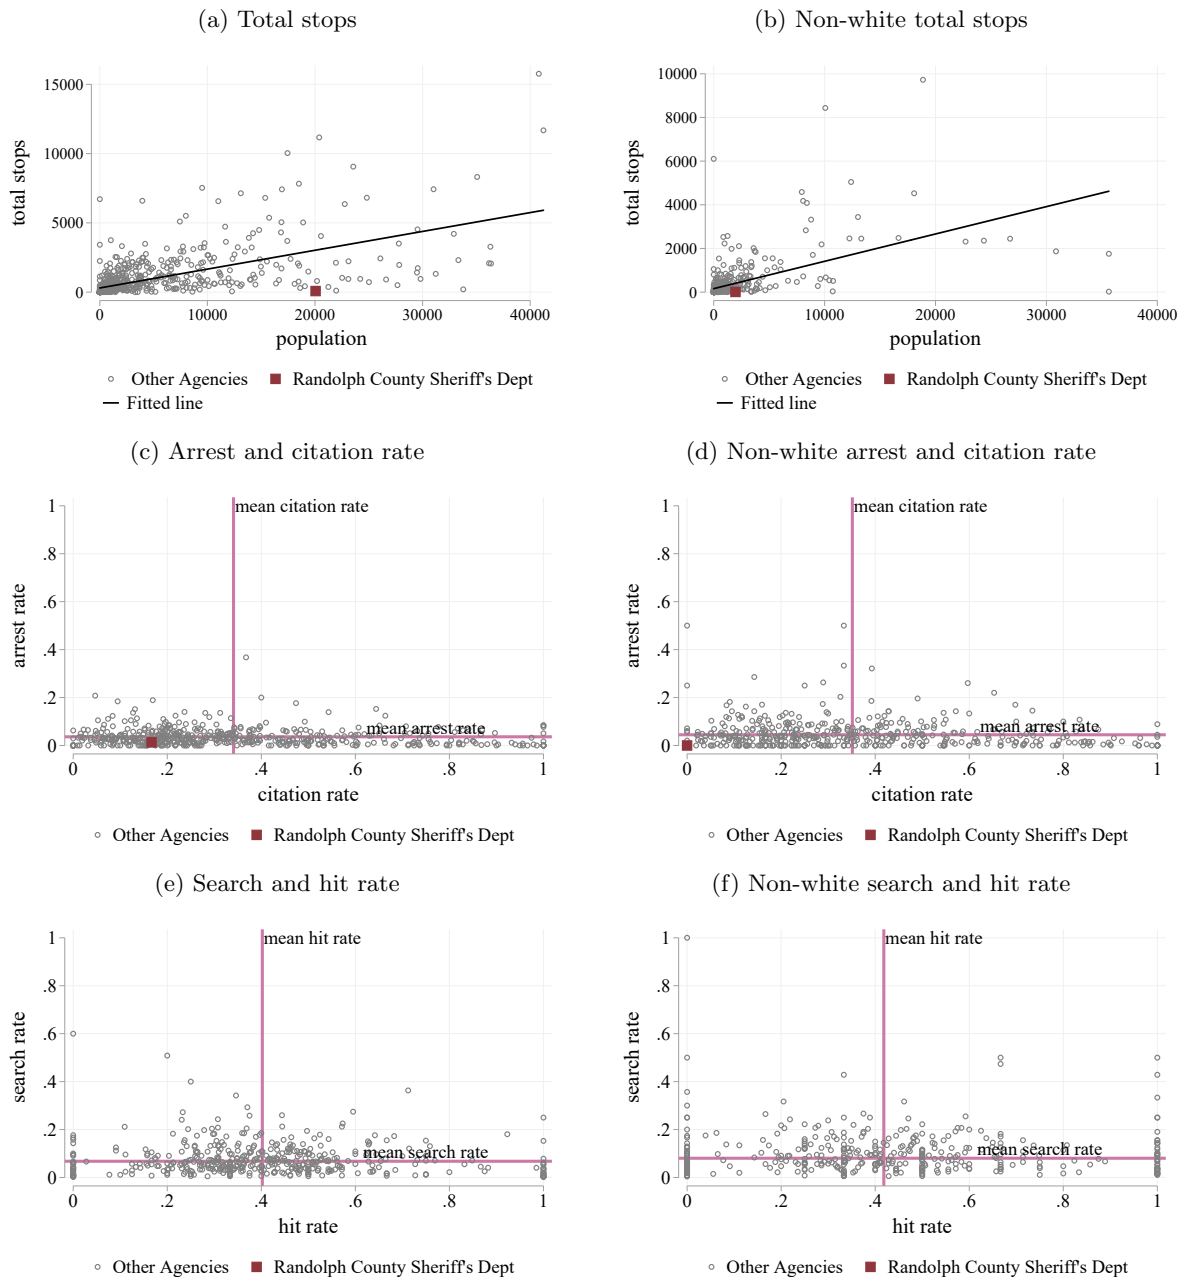 (a) Total stops
15000
10000
5000
0
total stops
0 10000 20000 30000 40000
population
Other Agencies Randolph County Sheriff's Dept
Fitted line
(b) Non-white total stops
10000
8000
6000
4000
2000
0
total stops
0 10000 20000 30000 40000
population
Other Agencies Randolph County Sheriff's Dept
Fitted line
(c) Arrest and citation rate
1
.8
.6
.4
.2
0
arrest rate
mean citation rate
mean arrest rate
0 .2 .4 .6 .8 1
citation rate
Other Agencies Randolph County Sheriff's Dept
(d) Non-white arrest and citation rate
1
.8
.6
.4
.2
0
arrest rate
mean citation rate
mean arrest rate
0 .2 .4 .6 .8 1
citation rate
Other Agencies Randolph County Sheriff's Dept
(e) Search and hit rate
1
.8
.6
.4
.2
0
search rate
mean hit rate
mean search rate
0 .2 .4 .6 .8 1
hit rate
Other Agencies Randolph County Sheriff's Dept
(f) Non-white search and hit rate
1
.8
.6
.4
.2
0
search rate
mean hit rate
mean search rate
0 .2 .4 .6 .8 1
hit rate
Other Agencies Randolph County Sheriff's Dept